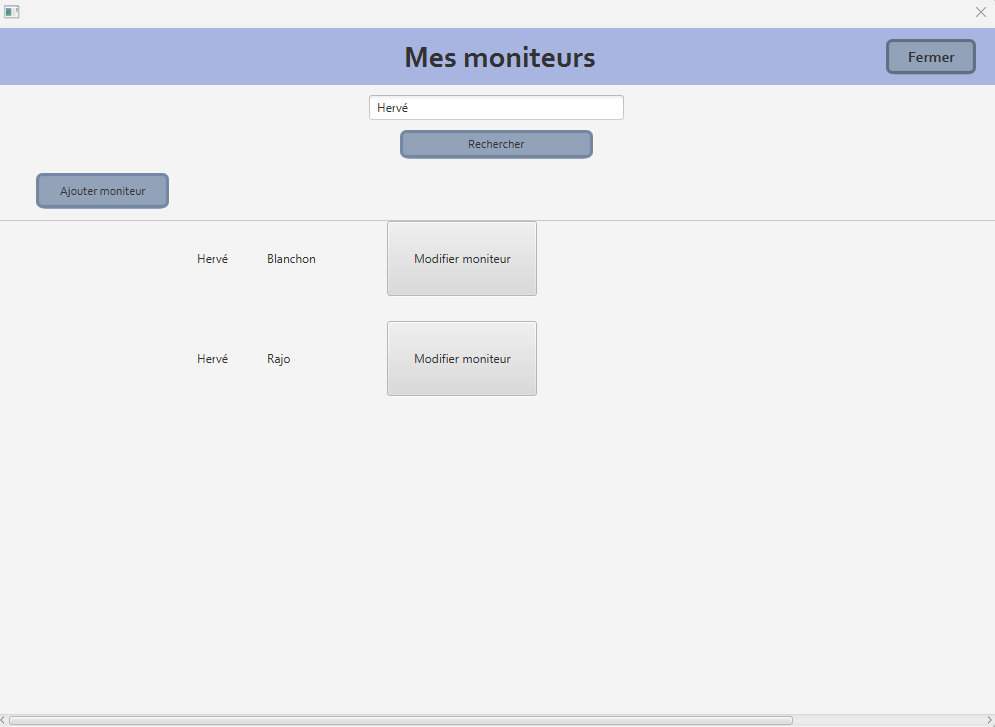 Mes moniteurs
Fermer
Hervé
Rechercher
Ajouter moniteur
Hervé Blanchon Modifier moniteur
Hervé Rajo Modifier moniteur